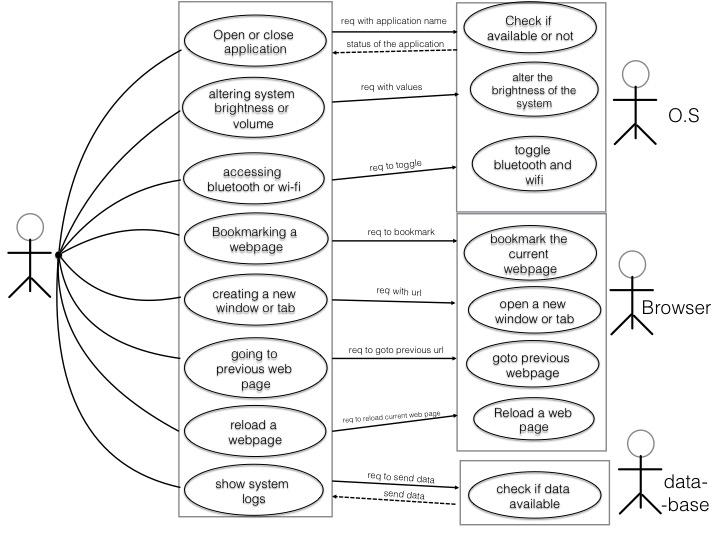 Open or close
application
altering system
brightness or
volume
accessing
bluetooth or wi-fi
Bookmarking a
webpage
creating a new
window or tab
going to
previous web
page
reload a
webpage
show system
logs
req with application name
status of the application
req with values
req to toggle
req to bookmark
req with url
req to goto previous url
req to reload current web page
req to send data
send data
Check if
available or not
alter the
brightness of the
system
toggle
bluetooth and
wifi
bookmark the
current
webpage
open a new
window or tab
goto previous
webpage
Reload a web
page
check if data
available
O.S
Browser
data-
-base